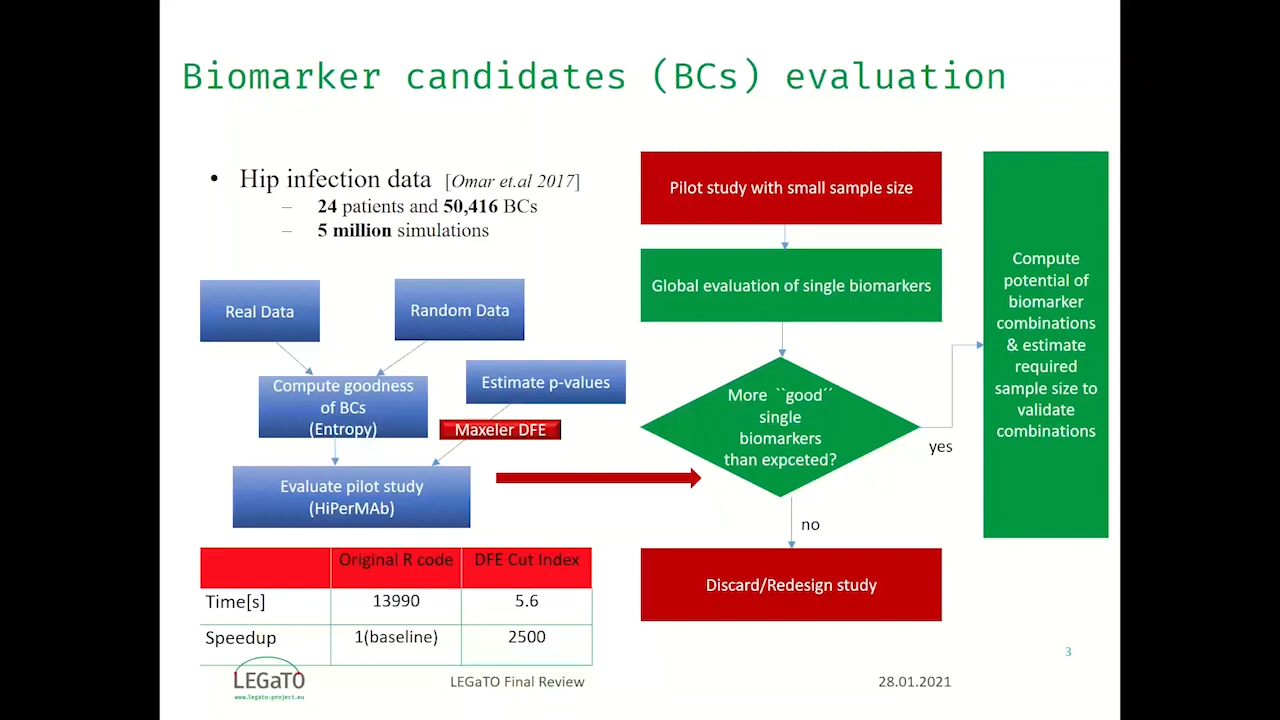 Biomarker candidates (BCs) evaluation
• Hip infection data [Omar et.al 2017]
– 24 patients and 50,416 BCs
– 5 million simulations
Real Data
Random Data
Compute goodness
of BCs
(Entropy)
Estimate p-values
Maxeler DFE
Evaluate pilot study
(HiPerMAb)
Original R code DFE Cut Index
Time[s] 13990 5.6
Speedup 1(baseline) 2500
Pilot study with small sample size
Global evaluation of single biomarkers
More ``good´´
single
biomarkers
than expceted?
yes
no
Discard/Redesign study
Compute
potential of
biomarker
combinations
& estimate
required
sample size to
validate
combinations
3
LEGaTO
www.legato-project.eu
LEGaTO Final Review
28.01.2021